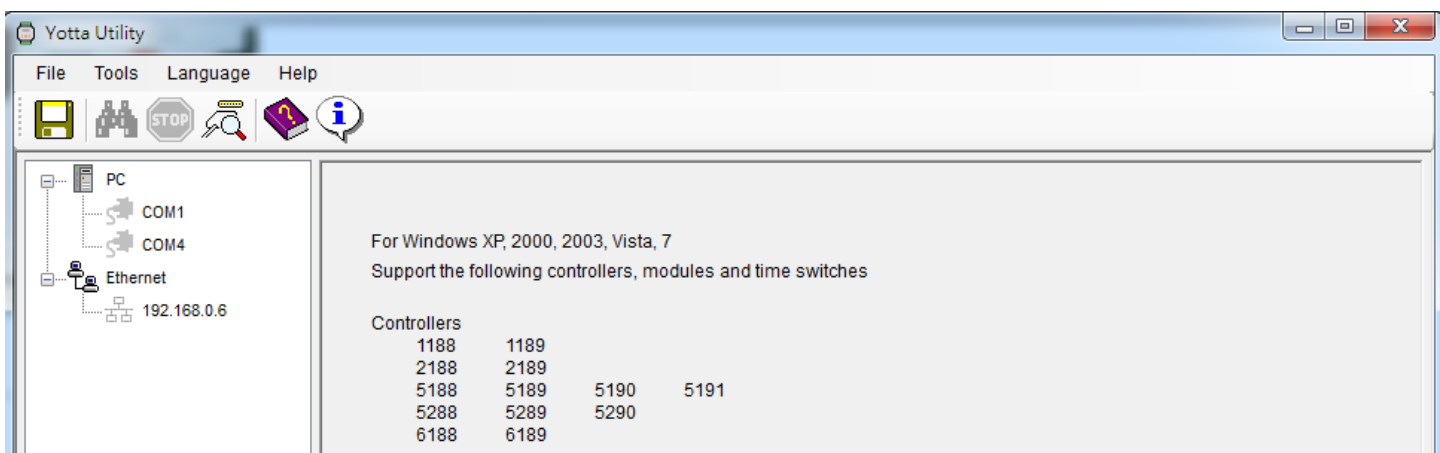 Yotta Utility
File Tools Language Help
STOP
PC
COM1
COM4
Ethernet
192.168.0.6
For Windows XP, 2000, 2003, Vista, 7
Support the following controllers, modules and time switches
Controllers
1188 1189
2188 2189
5188 5189 5190 5191
5288 5289 5290
6188 6189